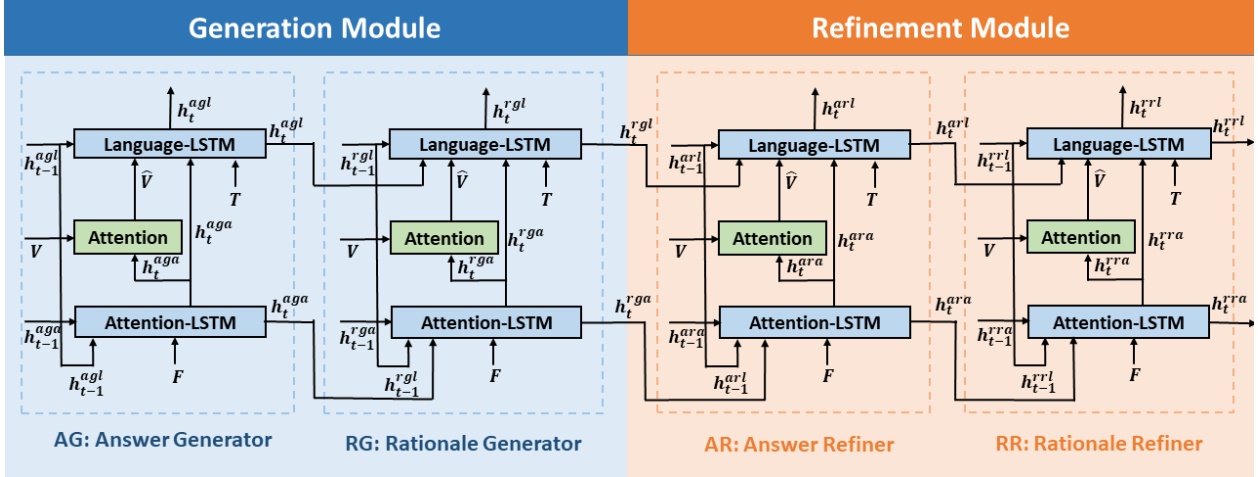 Generation Module
Refinement Module
h_t^{agl} h_t^{rgl} h_t^{arl} h_t^{rrl}
h_t^{agl} h_t^{rgl} h_t^{arl} h_t^{rrl}
Language-LSTM Language-LSTM Language-LSTM Language-LSTM
h_{t-1}^{agl} h_{t-1}^{rgl} h_{t-1}^{arl} h_{t-1}^{rrl}
V̂ T V̂ T V̂ T V̂ T
h_t^{aga} h_t^{rga} h_t^{ara} h_t^{rra}
V Attention V Attention V Attention V Attention
h_t^{aga} h_t^{rga} h_t^{ara} h_t^{rra}
h_t^{aga} h_t^{rga} h_t^{ara} h_t^{rra}
Attention-LSTM Attention-LSTM Attention-LSTM Attention-LSTM
h_{t-1}^{aga} h_{t-1}^{rga} h_{t-1}^{ara} h_{t-1}^{rra}
h_{t-1}^{agl} F h_{t-1}^{rgl} F h_{t-1}^{arl} F h_{t-1}^{rrl} F
AG: Answer Generator
RG: Rationale Generator
AR: Answer Refiner
RR: Rationale Refiner